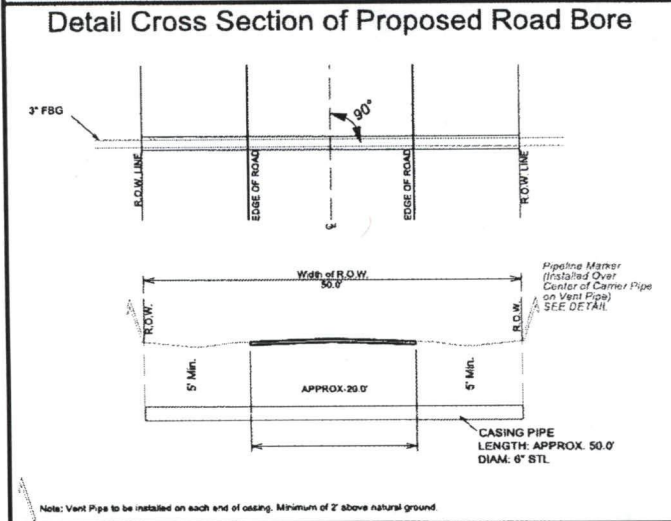 Detail Cross Section of Proposed Road Bore
3" FBG
90°
R.O.W. LINE
EDGE OF ROAD
EDGE OF ROAD
R.O.W. LINE
Width of R.O.W.
50.0'
Pipeline Marker
(Installed Over
Center of Carrier Pipe
on Vent Pipe)
SEE DETAIL
R.O.W.
R.O.W.
5' Min.
APPROX-20.0'
5' Min.
CASING PIPE
LENGTH: APPROX. 50.0'
DIAM: 6" STL
Note: Vent Pipe to be installed on each end of casing. Minimum of 2' above natural ground.